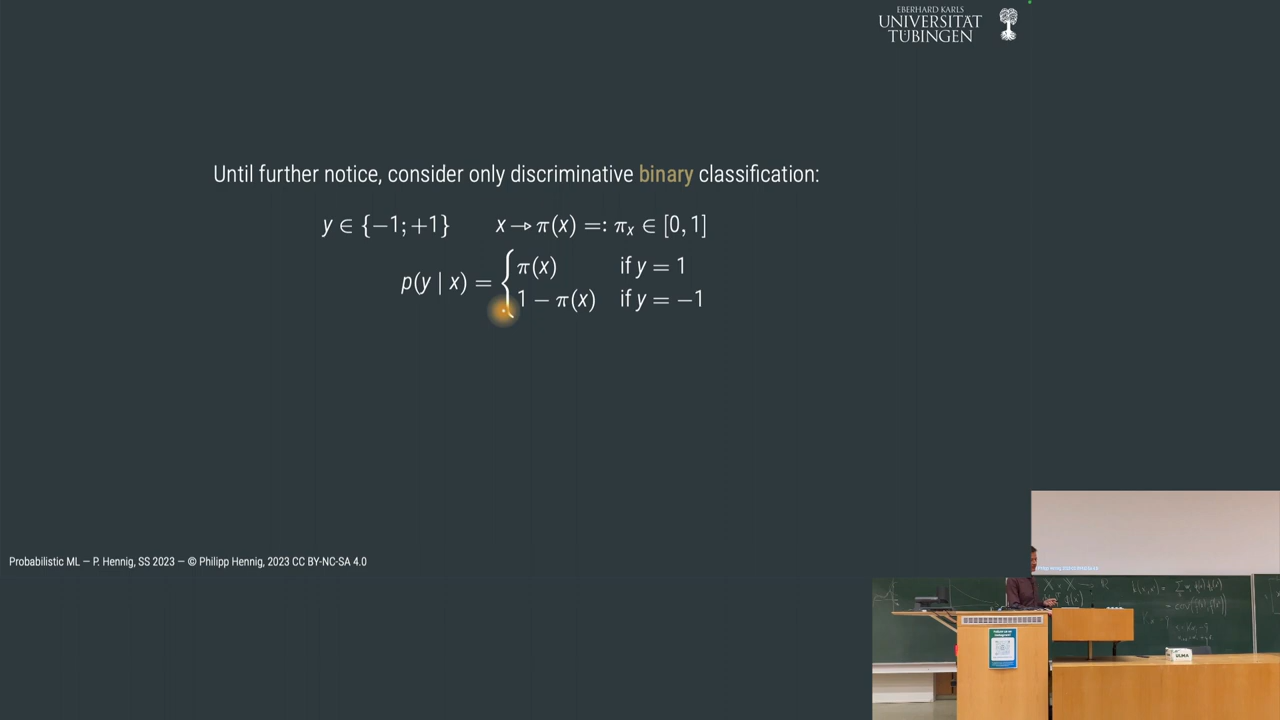 EBERHARD KARLS
UNIVERSITÄT
TÜBINGEN
Until further notice, consider only discriminative binary classification:
y ∈ {−1; +1} x → π(x) =: πₓ ∈ [0, 1]
p(y | x) = { π(x) if y = 1
1 − π(x) if y = −1
Probabilistic ML — P. Hennig, SS 2023 — © Philipp Hennig, 2023 CC BY-NC-SA 4.0